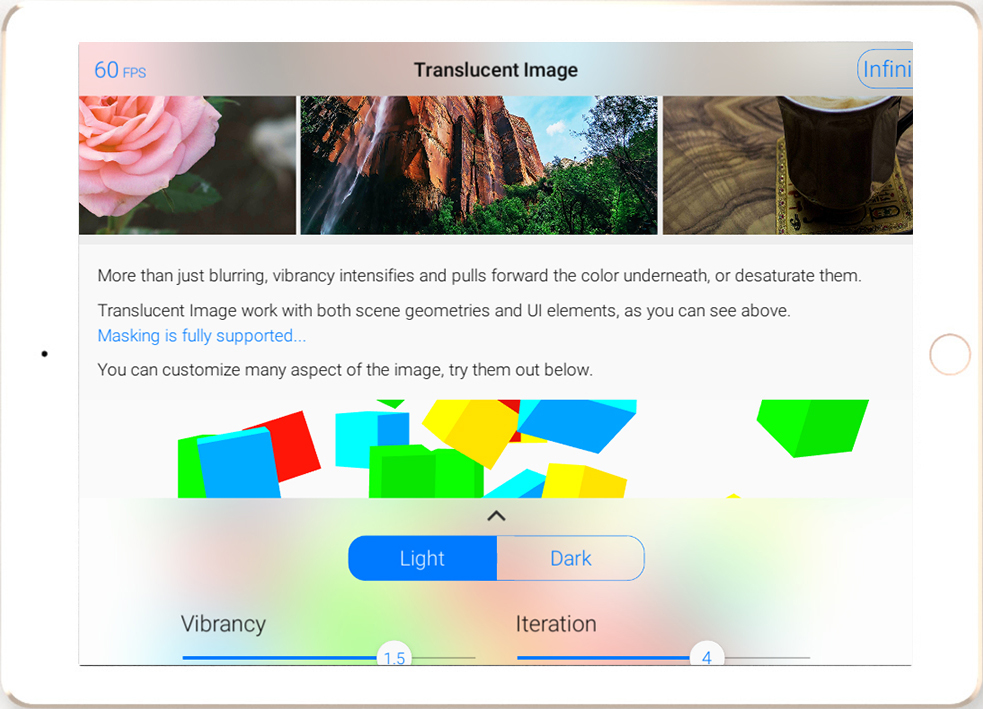 60 FPS
Translucent Image
Infini
More than just blurring, vibrancy intensifies and pulls forward the color underneath, or desaturate them.
Translucent Image work with both scene geometries and UI elements, as you can see above.
Masking is fully supported...
You can customize many aspect of the image, try them out below.
Light
Dark
Vibrancy
Iteration
1.5
4